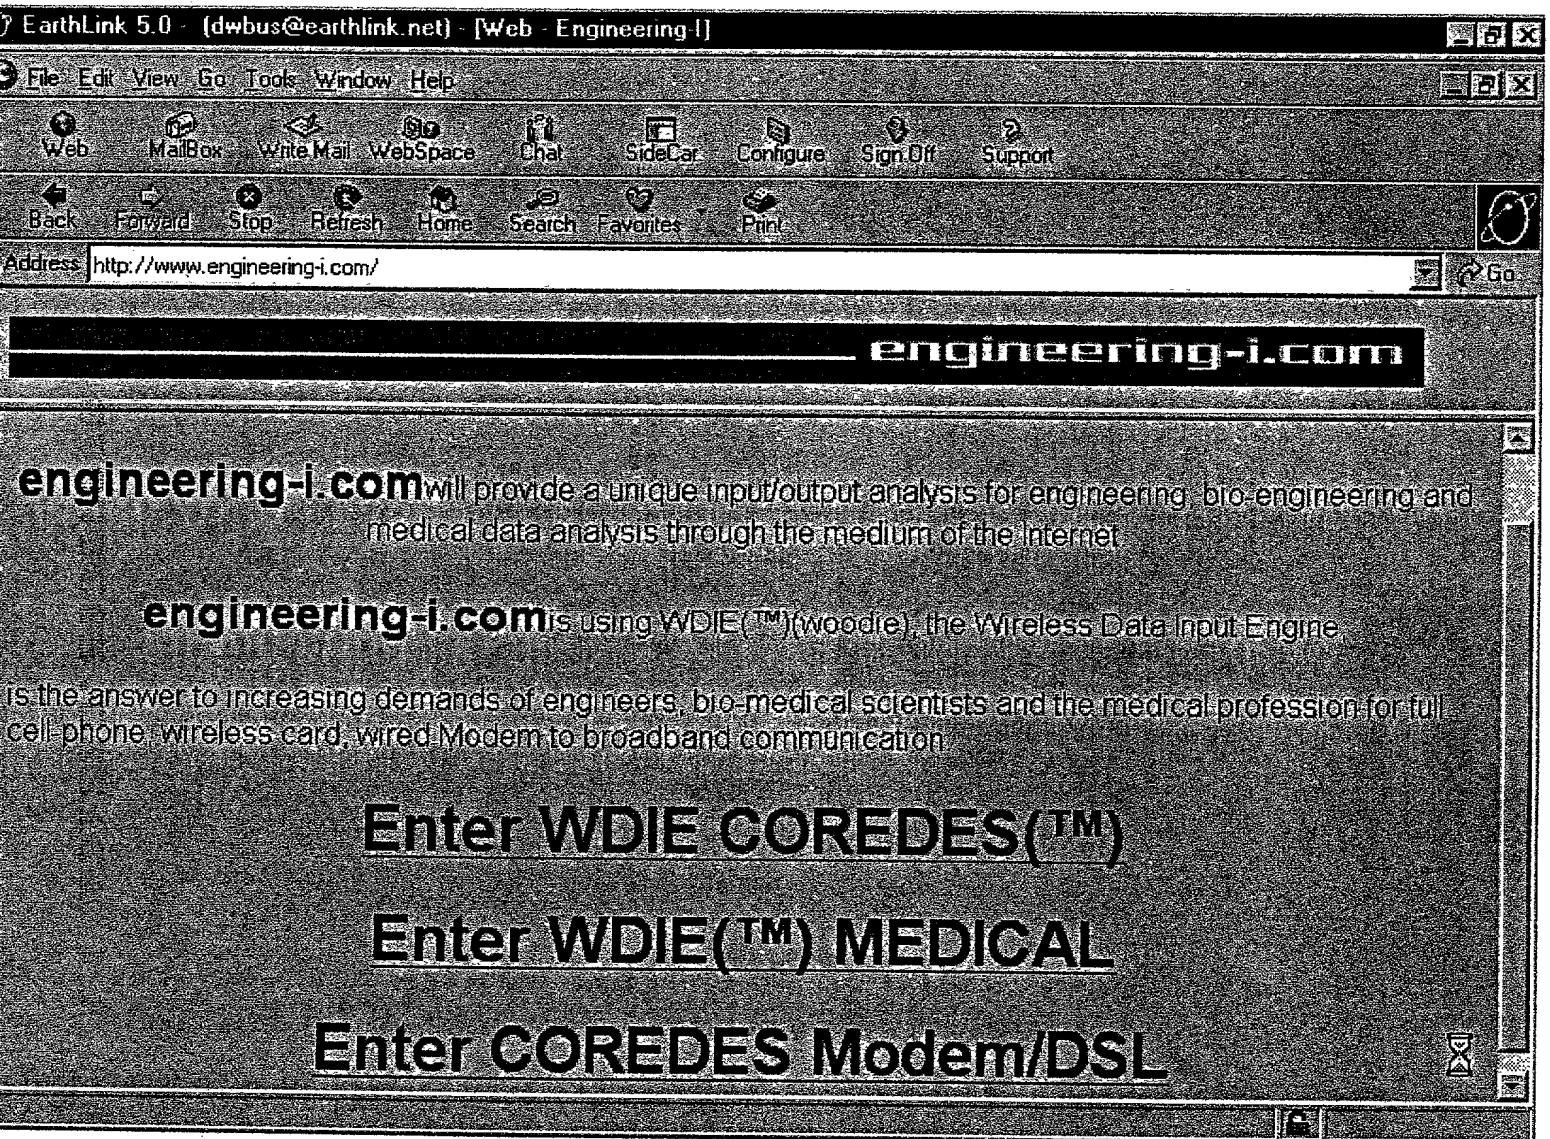 EarthLink 5.0 - (dwbus@earthlink.net) - [Web - Engineering-I]
File Edit View Go Tools Window Help
Web MailBox Write Mail WebSpace Chat SideCar Configure Sign Off Support
Back Forward Stop Refresh Home Search Favorites Print
Address http://www.engineering-i.com/ Go
engineering-i.com
engineering-i.com will provide a unique input/output analysis for engineering, bio-engineering and
medical data analysis through the medium of the Internet
engineering-i.com is using WDIE(™)(woodie), the Wireless Data Input Engine,
is the answer to increasing demands of engineers, bio-medical scientists and the medical profession for full
cell phone, wireless card, wired Modem to broadband communication
Enter WDIE COREDES(™)
Enter WDIE(™) MEDICAL
Enter COREDES Modem/DSL